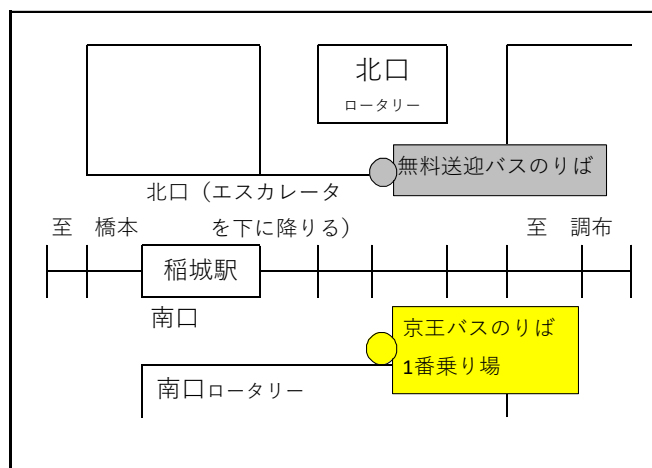 北口
ロータリー
無料送迎バスのりば
北口（エスカレータ
を下に降りる）
至 橋本
至 調布
稲城駅
南口
京王バスのりば
1番乗り場
南口ロータリー